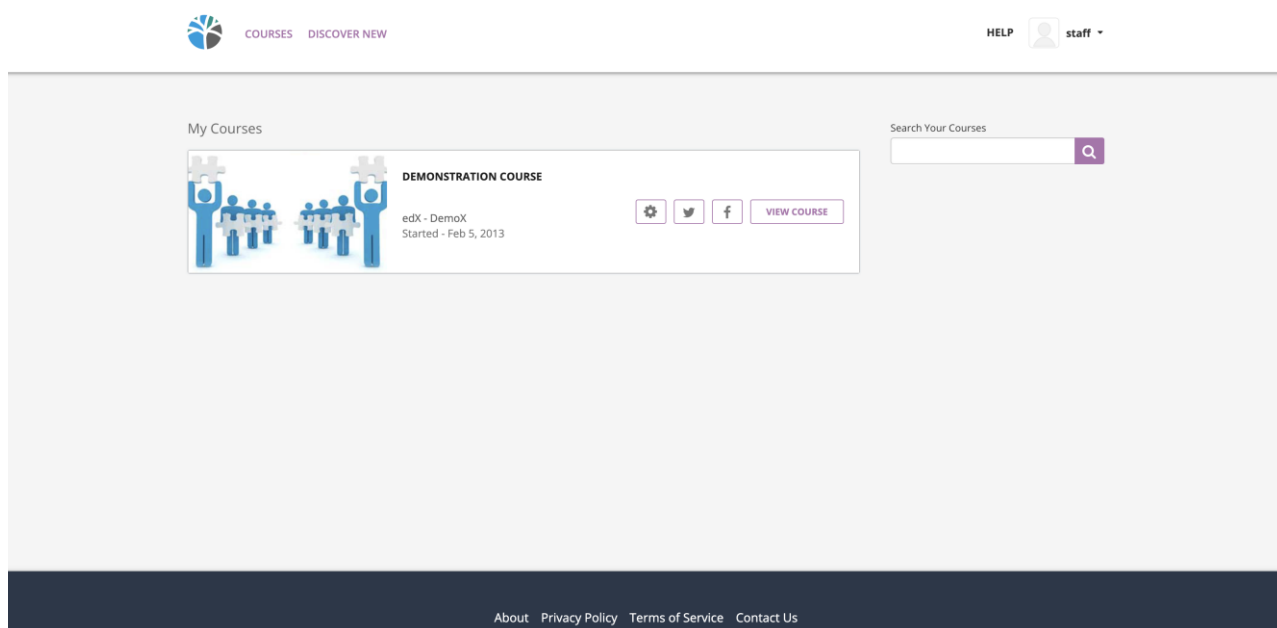 COURSES DISCOVER NEW HELP staff
My Courses
Search Your Courses
DEMONSTRATION COURSE
edX - DemoX
Started - Feb 5, 2013
VIEW COURSE
About Privacy Policy Terms of Service Contact Us